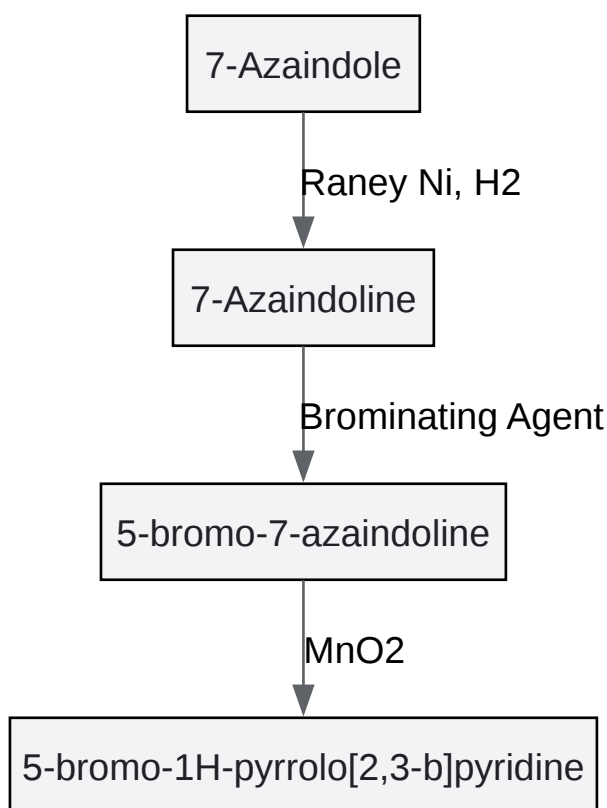 7-Azaindole
Raney Ni, H2
7-Azaindoline
Brominating Agent
5-bromo-7-azaindoline
MnO2
5-bromo-1H-pyrrolo[2,3-b]pyridine